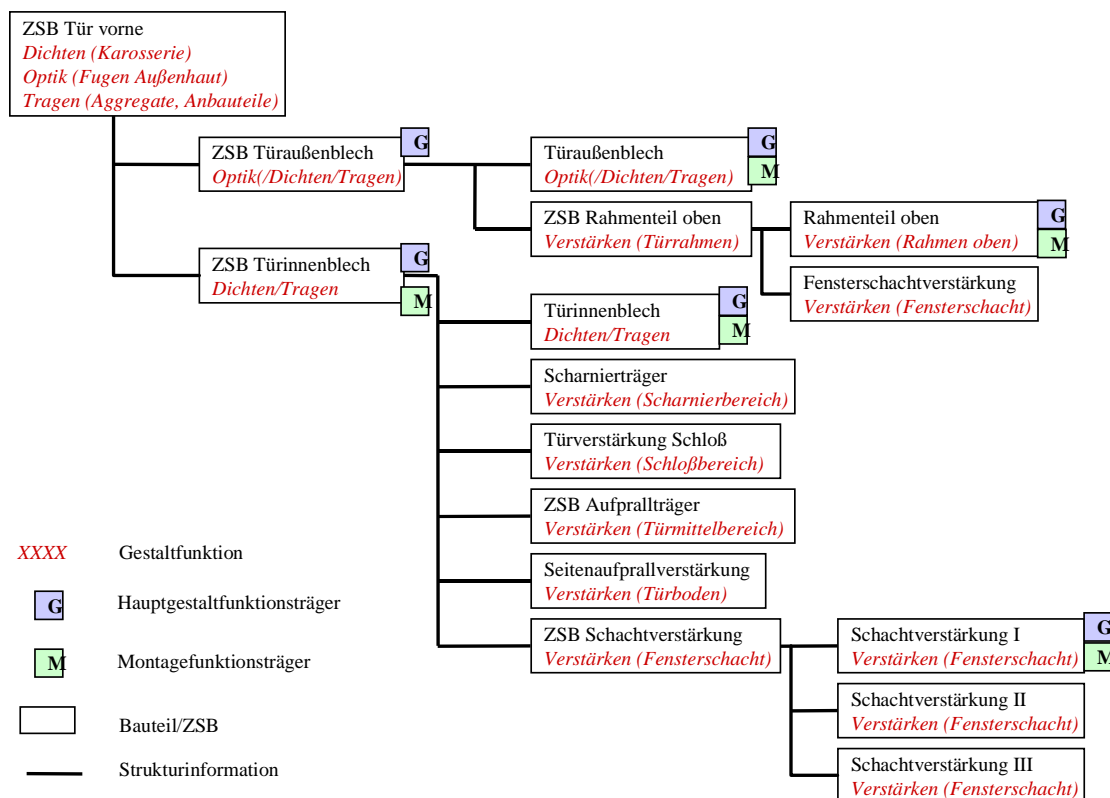 ZSB Tür vorne
Dichten (Karosserie)
Optik (Fugen Außenhaut)
Tragen (Aggregate, Anbauteile)
ZSB Türaußenblech
Optik(/Dichten/Tragen)
G
Türaußenblech
Optik(/Dichten/Tragen)
G
M
ZSB Rahmenteil oben
Verstärken (Türrahmen)
Rahmenteil oben
Verstärken (Rahmen oben)
G
M
Fensterschachtverstärkung
Verstärken (Fensterschacht)
ZSB Türinnenblech
Dichten/Tragen
G
M
Türinnenblech
Dichten/Tragen
G
M
Scharnierträger
Verstärken (Scharnierbereich)
Türverstärkung Schloß
Verstärken (Schloßbereich)
ZSB Aufprallträger
Verstärken (Türmittelbereich)
Seitenaufprallverstärkung
Verstärken (Türboden)
ZSB Schachtverstärkung
Verstärken (Fensterschacht)
Schachtverstärkung I
Verstärken (Fensterschacht)
G
M
Schachtverstärkung II
Verstärken (Fensterschacht)
Schachtverstärkung III
Verstärken (Fensterschacht)
XXXX Gestaltfunktion
G Hauptgestaltfunktionsträger
M Montagefunktionsträger
Bauteil/ZSB
Strukturinformation